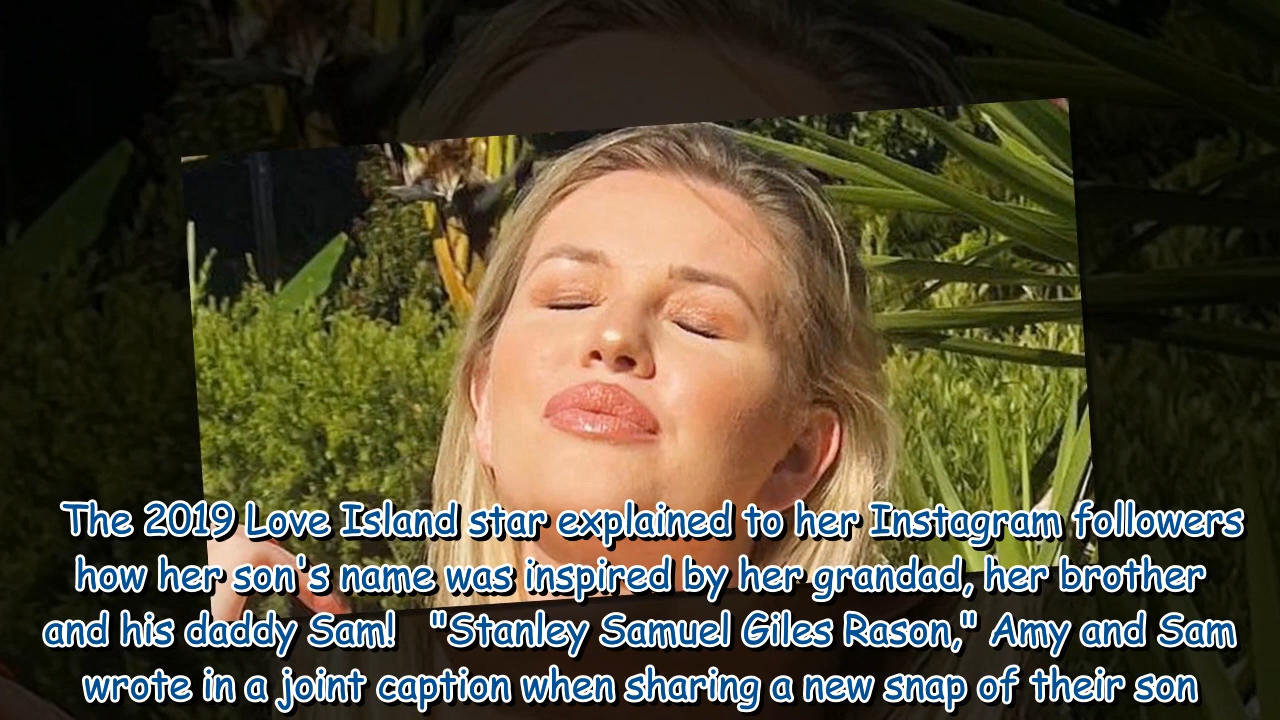 The 2019 Love Island star explained to her Instagram followers
how her son's name was inspired by her grandad, her brother
and his daddy Sam! "Stanley Samuel Giles Rason," Amy and Sam
wrote in a joint caption when sharing a new snap of their son